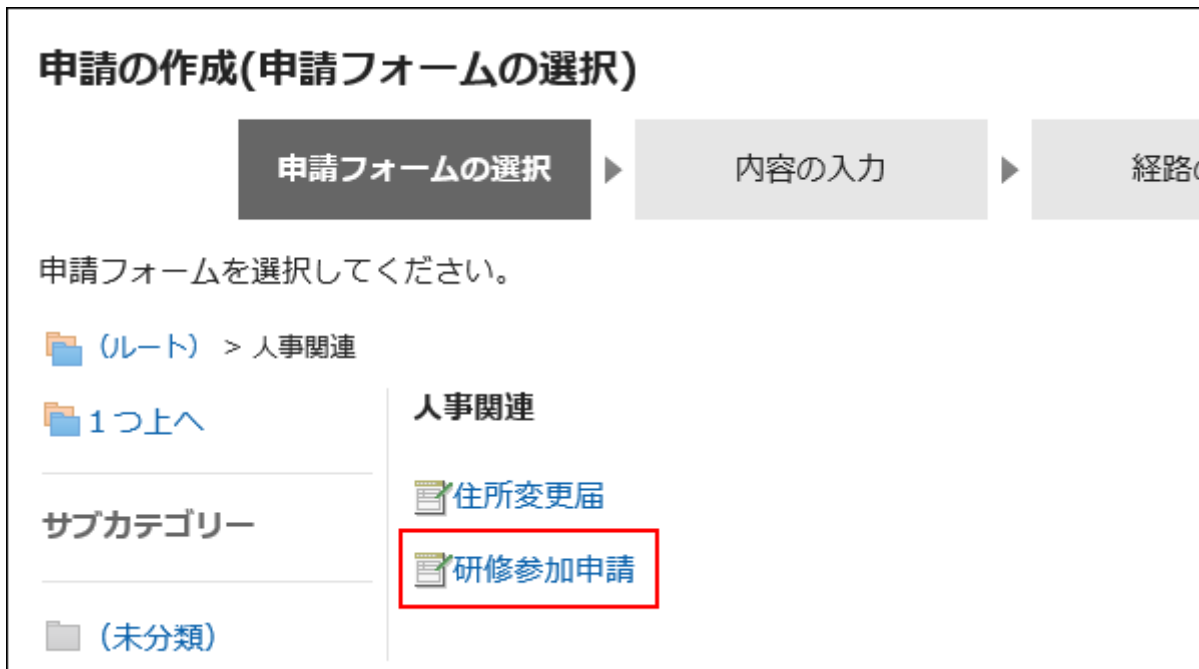 申請の作成(申請フォームの選択)
申請フォームの選択 内容の入力 経路
申請フォームを選択してください。
（ルート） > 人事関連
１つ上へ
サブカテゴリー
（未分類）
人事関連
住所変更届
研修参加申請